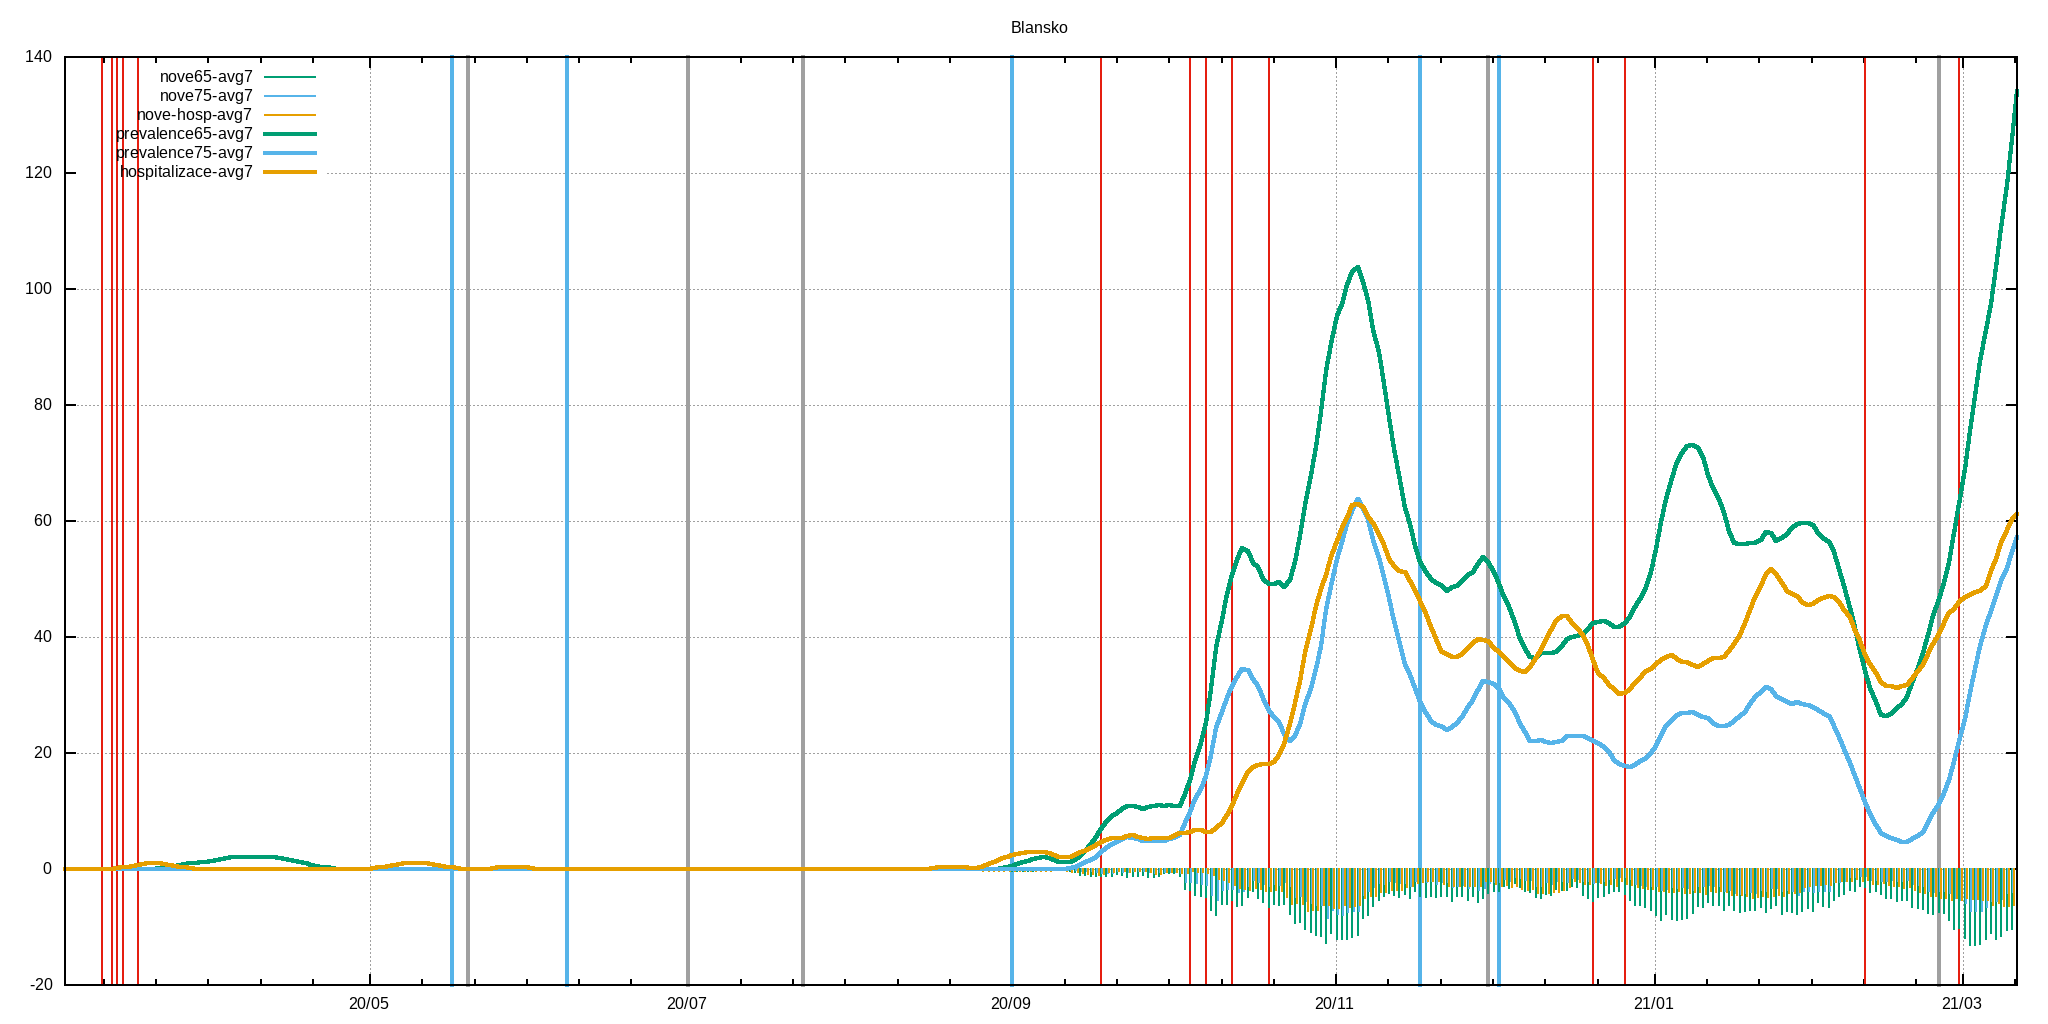 Blansko
140
120
100
80
60
40
20
0
-20
nove65-avg7
nove75-avg7
nove-hosp-avg7
prevalence65-avg7
prevalence75-avg7
hospitalizace-avg7
20/05 20/07 20/09 20/11 21/01 21/03